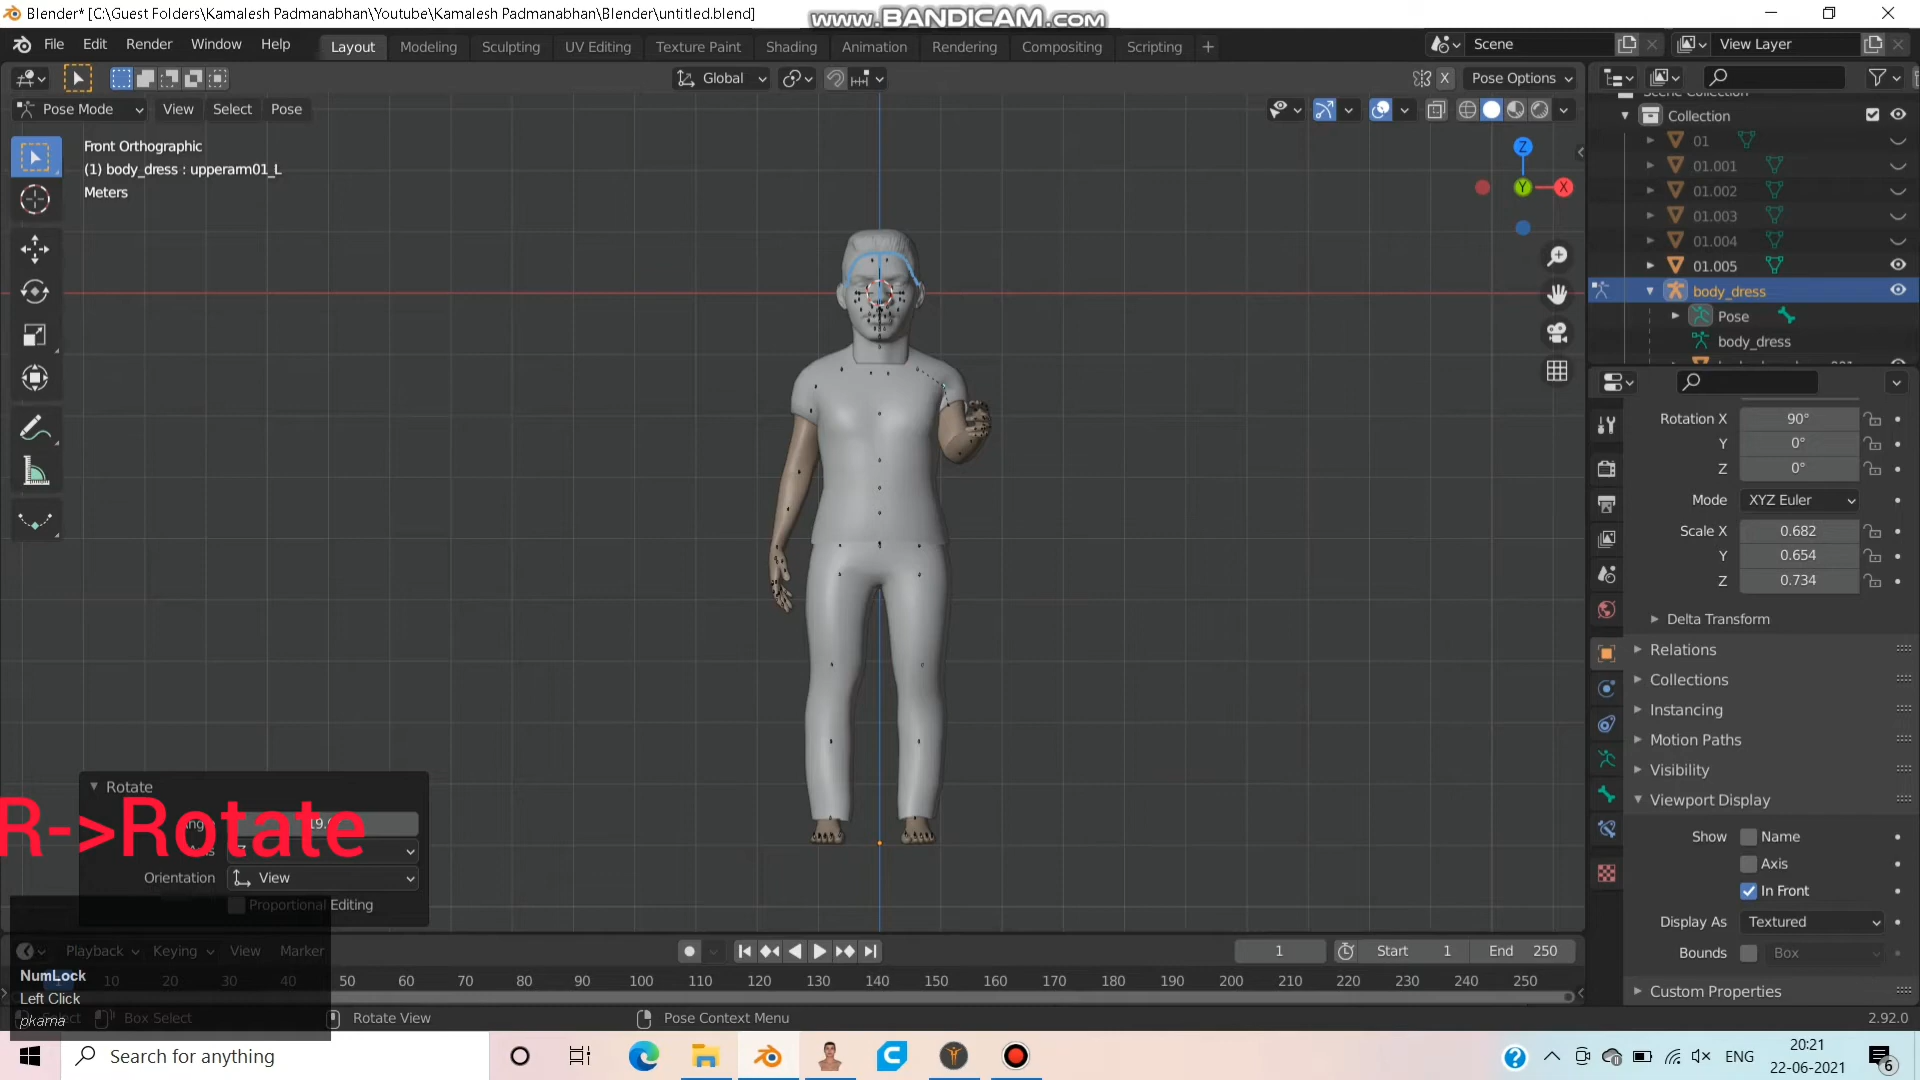 Blender* [C:\Guest Folders\Kamalesh Padmanabhan\Youtube\Kamalesh Padmanabhan\Blender\untitled.blend]
www.BANDICAM.com
File Edit Render Window Help
Layout Modeling Sculpting UV Editing Texture Paint Shading Animation Rendering Compositing Scripting +
Scene
View Layer
Global
X
Pose Options
Pose Mode View Select Pose
Front Orthographic
(1) body_dress : upperarm01_L
Meters
Z
Y
X
Scene Collection
Collection
01
01.001
01.002
01.003
01.004
01.005
body_dress
Pose
body_dress
Rotation X 90°
Y 0°
Z 0°
Mode XYZ Euler
Scale X 0.682
Y 0.654
Z 0.734
Delta Transform
Relations
Collections
Instancing
Motion Paths
Visibility
Viewport Display
Show Name
Axis
In Front
Display As Textured
Bounds Box
Custom Properties
Rotate
R->Rotate
Orientation View
Proportional Editing
Playback Keying View Marker
1
Start 1
End 250
1 10 20 30 40 50 60 70 80 90 100 110 120 130 140 150 160 170 180 190 200 210 220 230 240 250
NumLock
Left Click
pkarna
Select Box Select Rotate View Pose Context Menu
2.92.0
Search for anything
ENG
20:21
22-06-2021
6